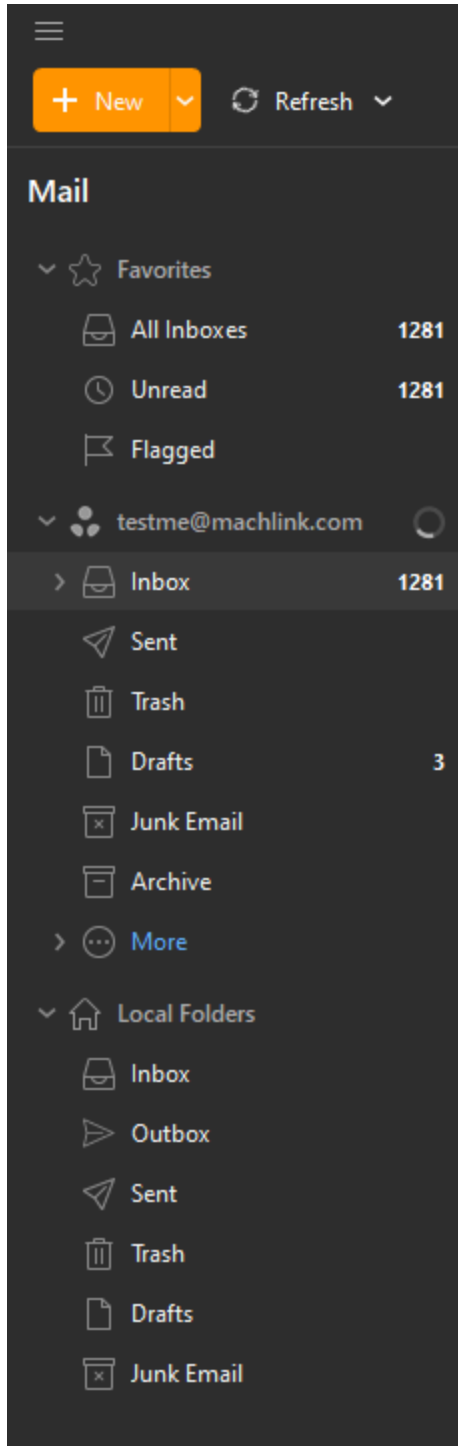 New Refresh
Mail
Favorites
All Inboxes 1281
Unread 1281
Flagged
testme@machlink.com
Inbox 1281
Sent
Trash
Drafts 3
Junk Email
Archive
More
Local Folders
Inbox
Outbox
Sent
Trash
Drafts
Junk Email